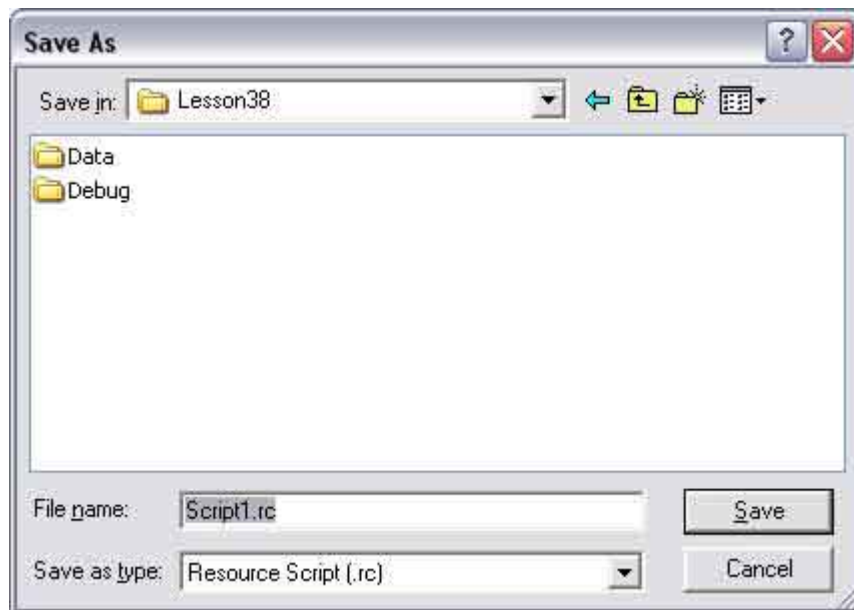 Save As
Save in: Lesson38
Data
Debug
File name: Script1.rc
Save
Save as type: Resource Script (.rc)
Cancel